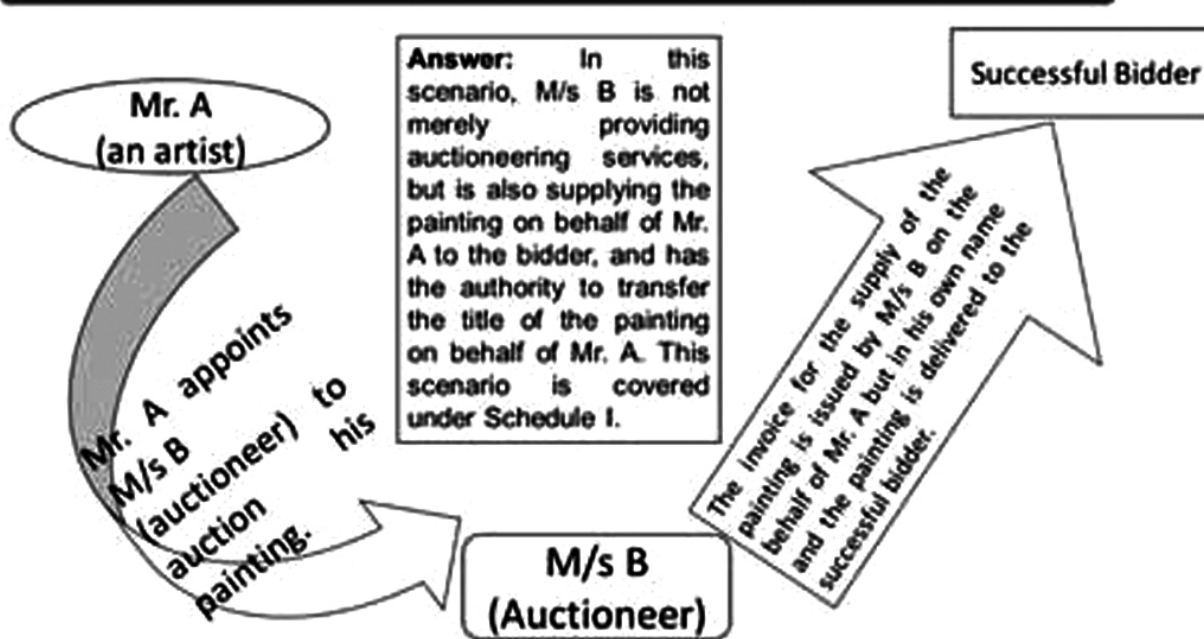 Mr. A
(an artist)
Mr. A appoints
M/s B
(auctioneer) to
auction his
painting.
Answer: In this
scenario, M/s B is not
merely providing
auctioneering services,
but is also supplying the
painting on behalf of Mr.
A to the bidder, and has
the authority to transfer
the title of the painting
on behalf of Mr. A. This
scenario is covered
under Schedule I.
M/s B
(Auctioneer)
The invoice for the supply of the
painting is issued by M/s B on the
behalf of Mr. A but in his own name
and the painting is delivered to the
successful bidder.
Successful Bidder